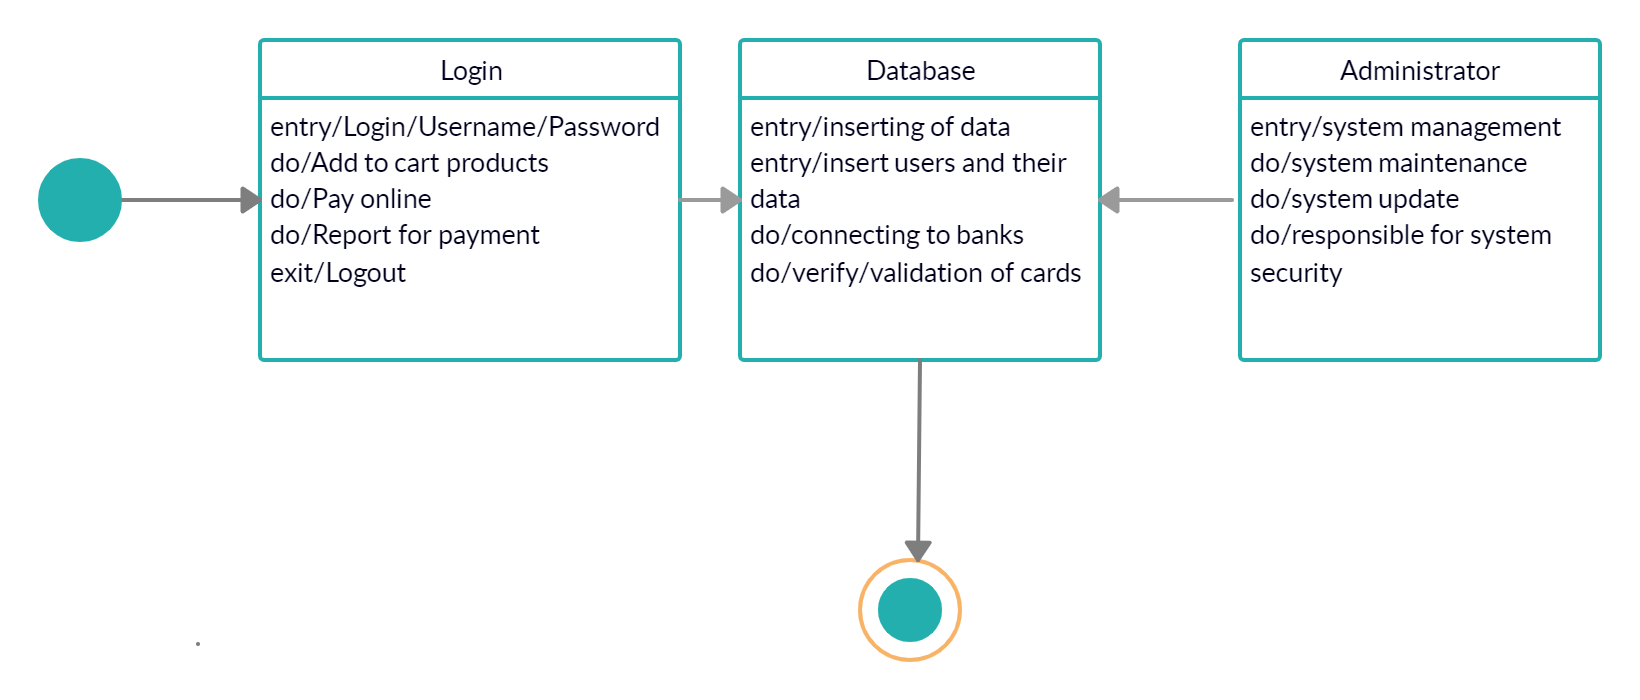 Login
entry/Login/Username/Password
do/Add to cart products
do/Pay online
do/Report for payment
exit/Logout
Database
entry/inserting of data
entry/insert users and their
data
do/connecting to banks
do/verify/validation of cards
Administrator
entry/system management
do/system maintenance
do/system update
do/responsible for system
security